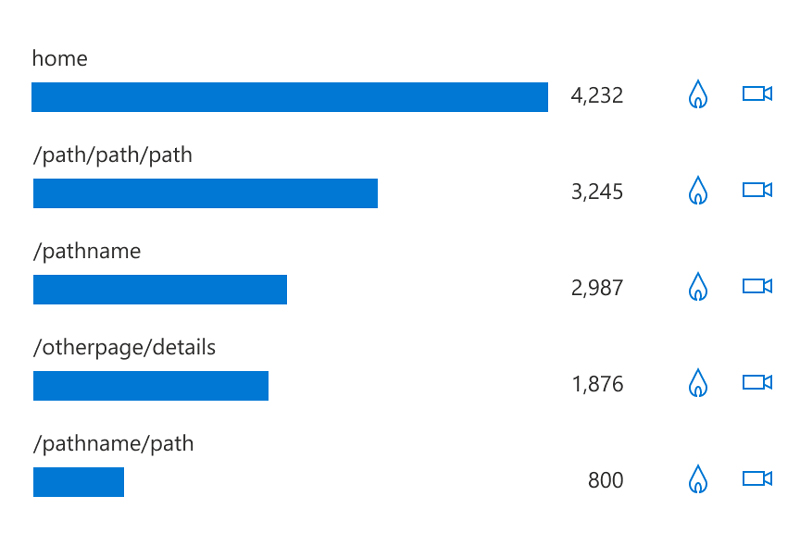 home
4,232
/path/path/path
3,245
/pathname
2,987
/otherpage/details
1,876
/pathname/path
800